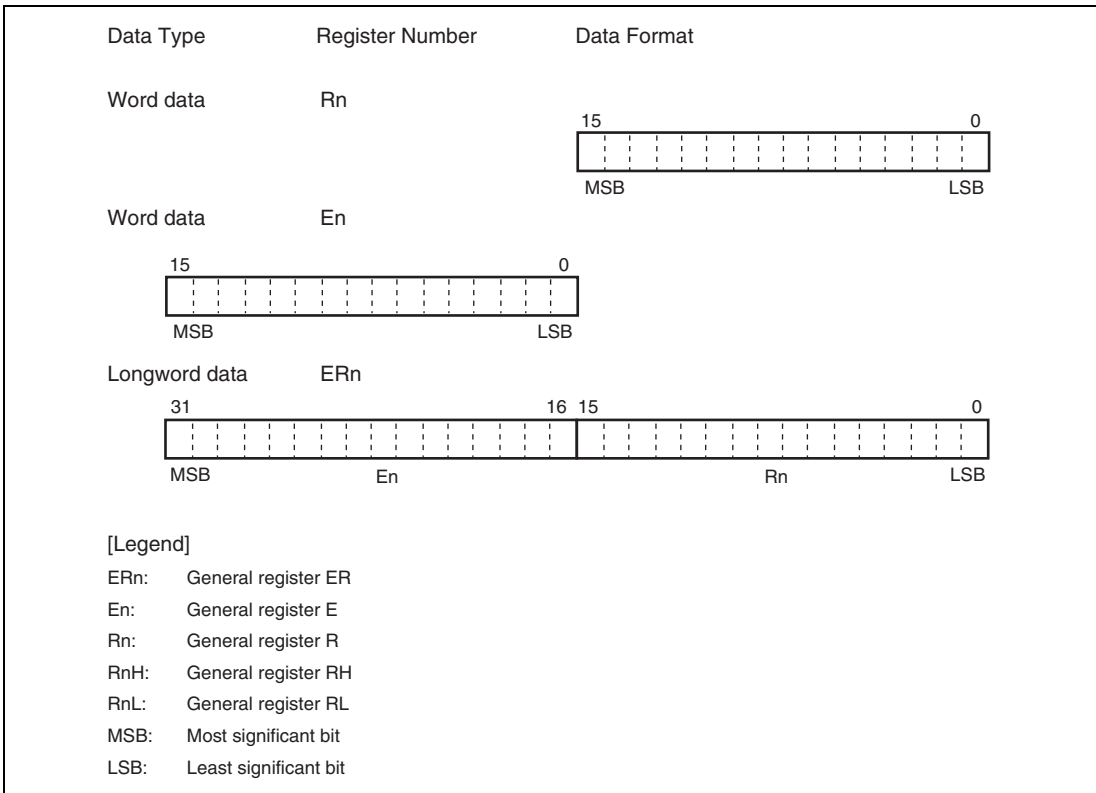 Data Type Register Number Data Format
Word data Rn
15 0
MSB LSB
Word data En
15 0
MSB LSB
Longword data ERn
31 16 15 0
MSB En Rn LSB
[Legend]
ERn: General register ER
En: General register E
Rn: General register R
RnH: General register RH
RnL: General register RL
MSB: Most significant bit
LSB: Least significant bit